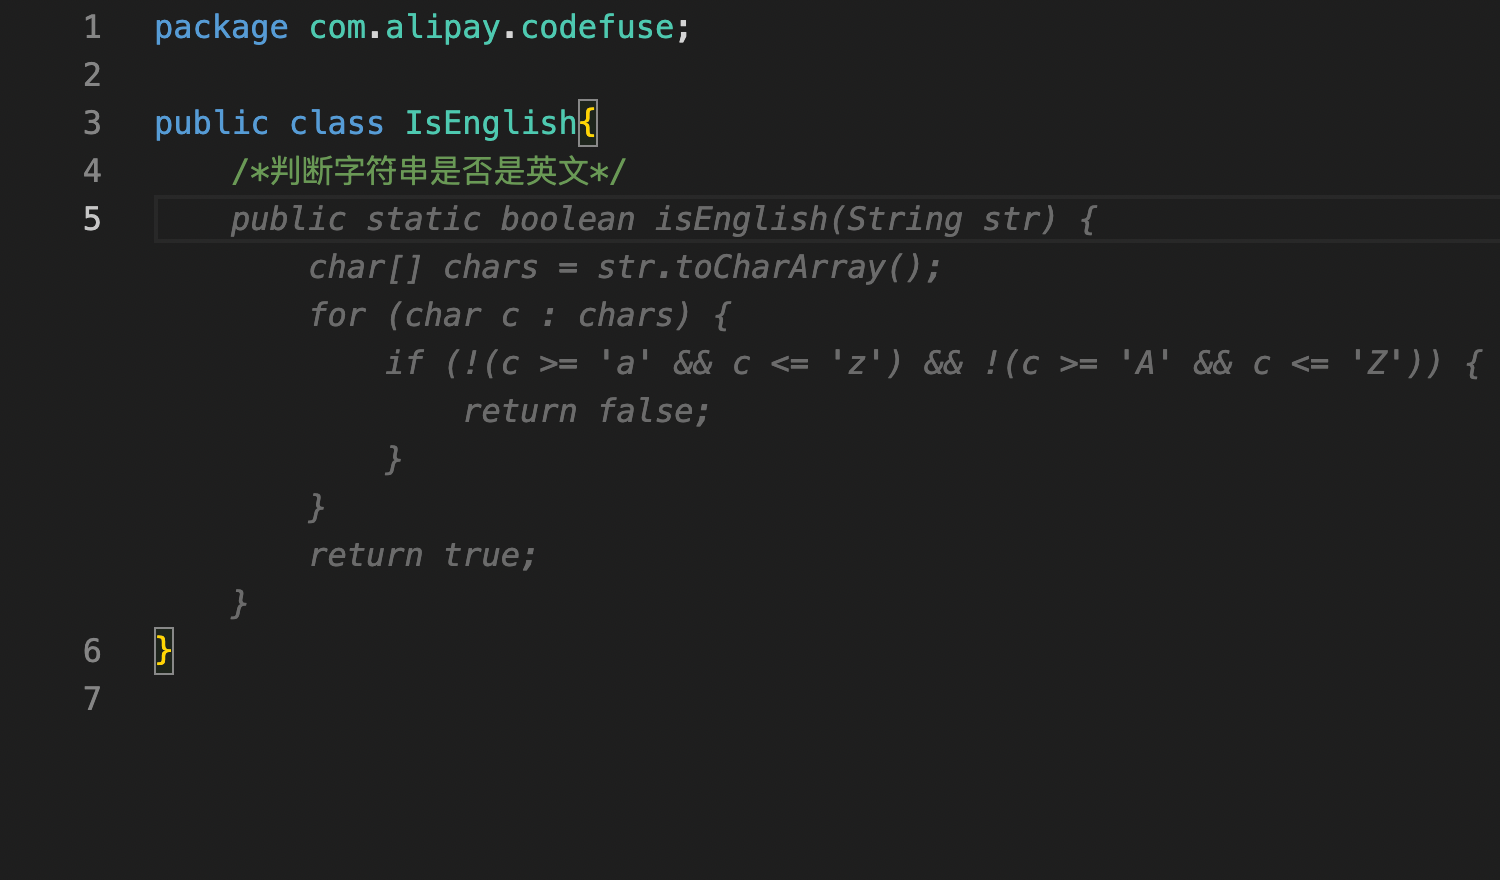 1 package com.alipay.codefuse;
2
3 public class IsEnglish{
4     /*判断字符串是否是英文*/
5     public static boolean isEnglish(String str) {
        char[] chars = str.toCharArray();
        for (char c : chars) {
            if (!(c >= 'a' && c <= 'z') && !(c >= 'A' && c <= 'Z')) {
                return false;
            }
        }
        return true;
    }
6 }
7